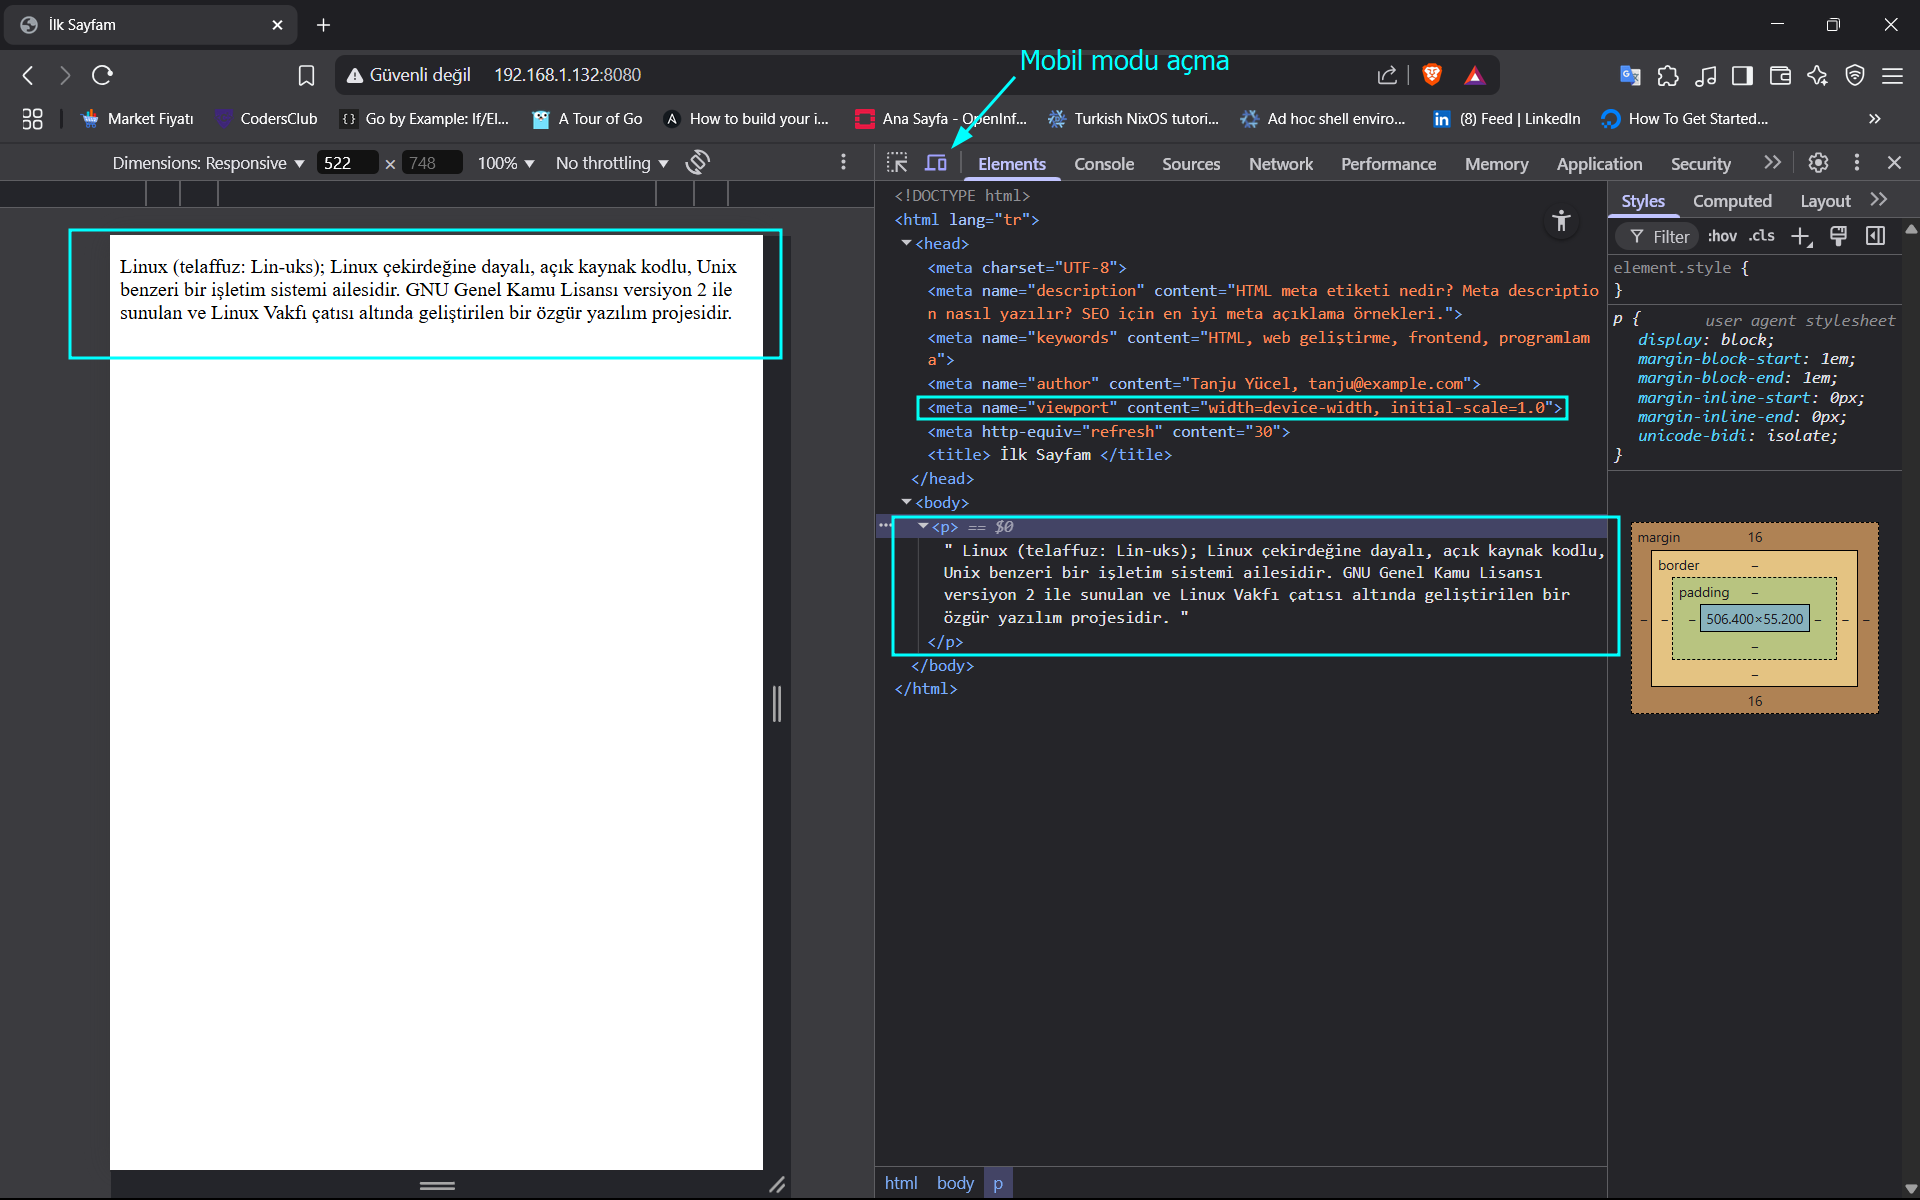 İlk Sayfam
Güvenli değil 192.168.1.132:8080
Mobil modu açma
Market Fiyatı CodersClub Go by Example: If/El... A Tour of Go How to build your i... Ana Sayfa - OpenInf... Turkish NixOS tutori... Ad hoc shell enviro... (8) Feed | LinkedIn How To Get Started...
Dimensions: Responsive 522 × 748 100% No throttling
Elements Console Sources Network Performance Memory Application Security
Linux (telaffuz: Lin-uks); Linux çekirdeğine dayalı, açık kaynak kodlu, Unix
benzeri bir işletim sistemi ailesidir. GNU Genel Kamu Lisansı versiyon 2 ile
sunulan ve Linux Vakfı çatısı altında geliştirilen bir özgür yazılım projesidir.
<!DOCTYPE html>
<html lang="tr">
<head>
<meta charset="UTF-8">
<meta name="description" content="HTML meta etiketi nedir? Meta descriptio
n nasıl yazılır? SEO için en iyi meta açıklama örnekleri.">
<meta name="keywords" content="HTML, web geliştirme, frontend, programlam
a">
<meta name="author" content="Tanju Yücel, tanju@example.com">
<meta name="viewport" content="width=device-width, initial-scale=1.0">
<meta http-equiv="refresh" content="30">
<title> İlk Sayfam </title>
</head>
<body>
<p> == $0
" Linux (telaffuz: Lin-uks); Linux çekirdeğine dayalı, açık kaynak kodlu,
Unix benzeri bir işletim sistemi ailesidir. GNU Genel Kamu Lisansı
versiyon 2 ile sunulan ve Linux Vakfı çatısı altında geliştirilen bir
özgür yazılım projesidir. "
</p>
</body>
</html>
html body p
Styles Computed Layout
Filter :hov .cls
element.style {
}
p { user agent stylesheet
display: block;
margin-block-start: 1em;
margin-block-end: 1em;
margin-inline-start: 0px;
margin-inline-end: 0px;
unicode-bidi: isolate;
}
margin 16
border –
padding –
– – – 506.400×55.200 – – –
–
–
16